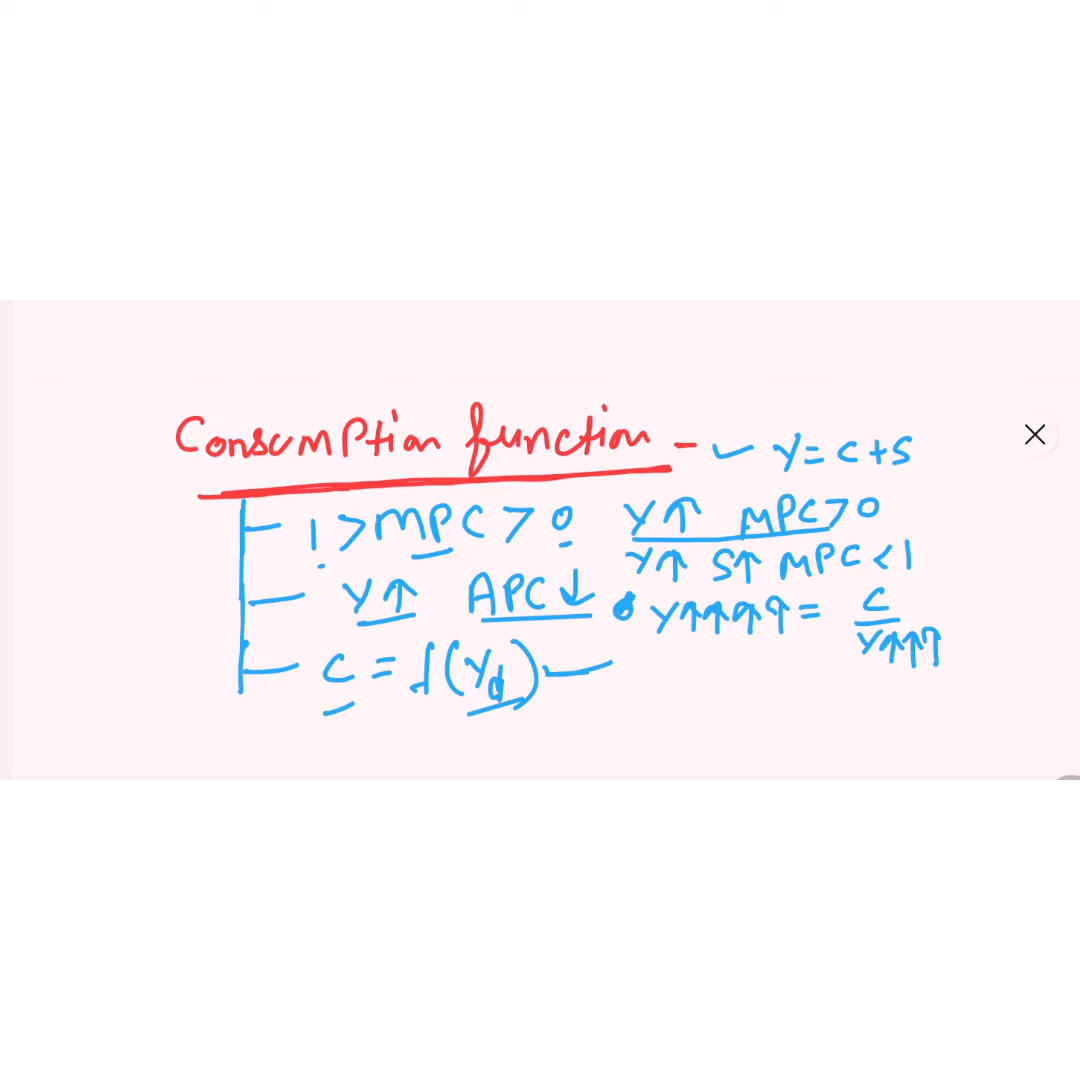 Consumption function - ✓ Y = C + S
1 > MPC > 0 Y↑ MPC > 0
Y↑ S↑ MPC < 1
Y↑ APC↓ • Y↑↑↑↑ = C/Y↑↑↑
C = f(Yd)